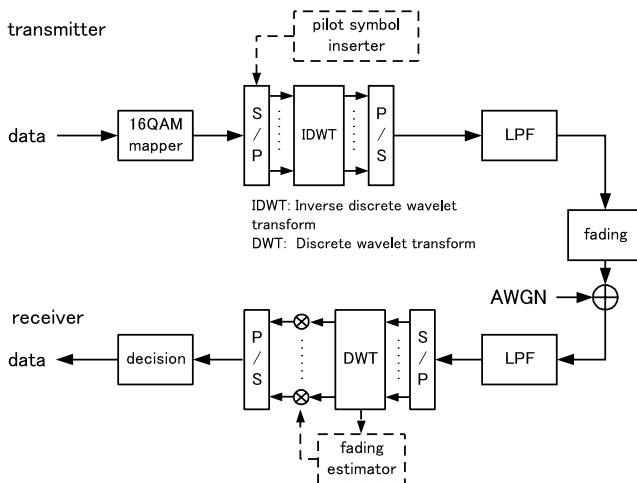 transmitter
pilot symbol
inserter
data
16QAM
mapper
S
/
P
IDWT
P
/
S
LPF
IDWT: Inverse discrete wavelet
transform
DWT: Discrete wavelet transform
fading
AWGN
receiver
data
decision
P
/
S
DWT
S
/
P
LPF
fading
estimator